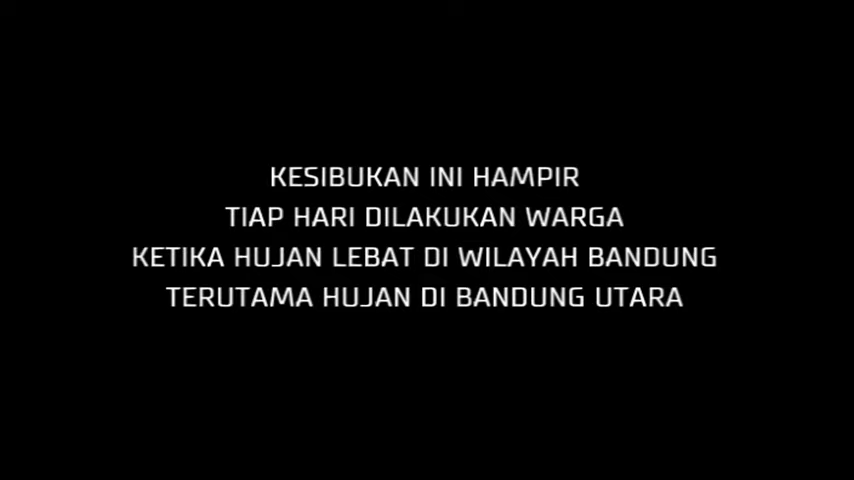 KESIBUKAN INI HAMPIR
TIAP HARI DILAKUKAN WARGA
KETIKA HUJAN LEBAT DI WILAYAH BANDUNG
TERUTAMA HUJAN DI BANDUNG UTARA